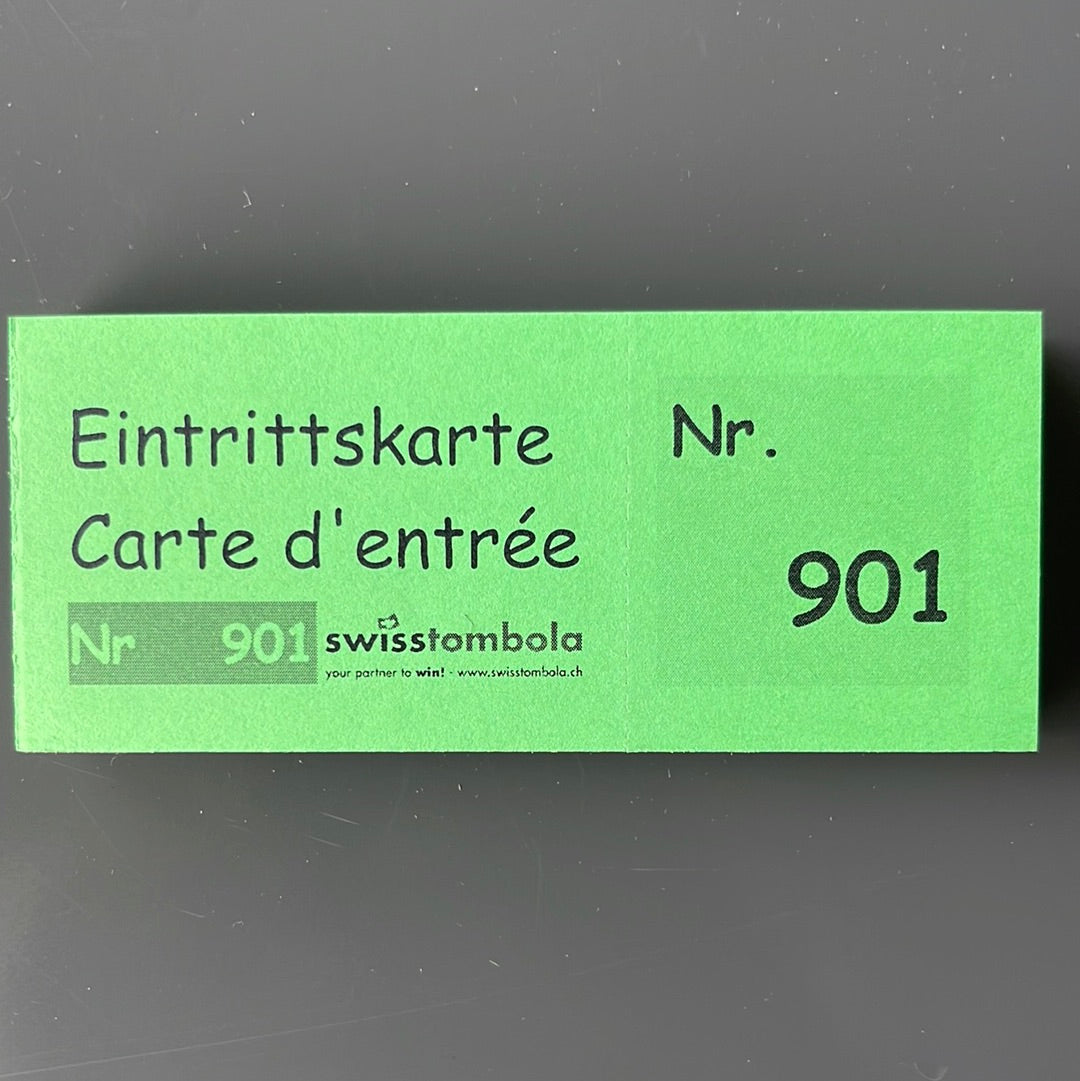 Eintrittskarte
Carte d'entrée
Nr 901
swisstombola
your partner to win! - www.swisstombola.ch
Nr.
901